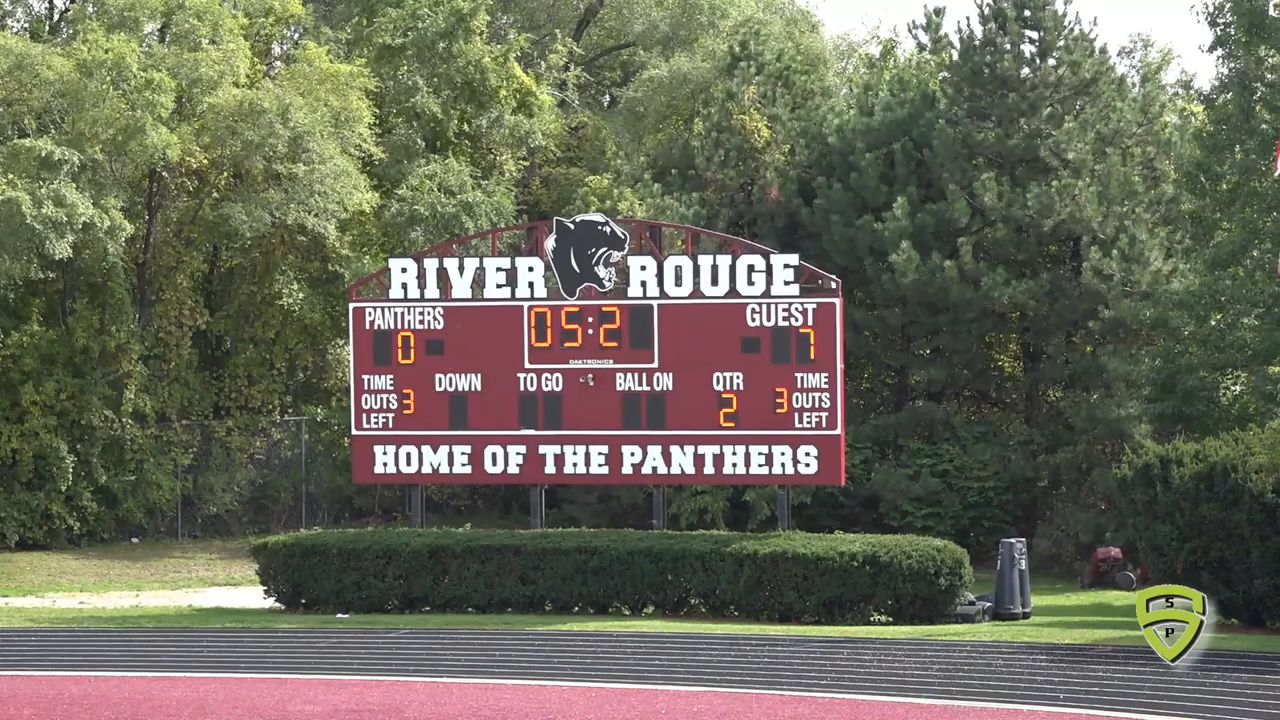 RIVER ROUGE
PANTHERS
05:2
GUEST
0
7
DAKTRONICS
TIME OUTS LEFT 3
DOWN
TO GO
BALL ON
QTR
2
3 TIME OUTS LEFT
HOME OF THE PANTHERS
S
P